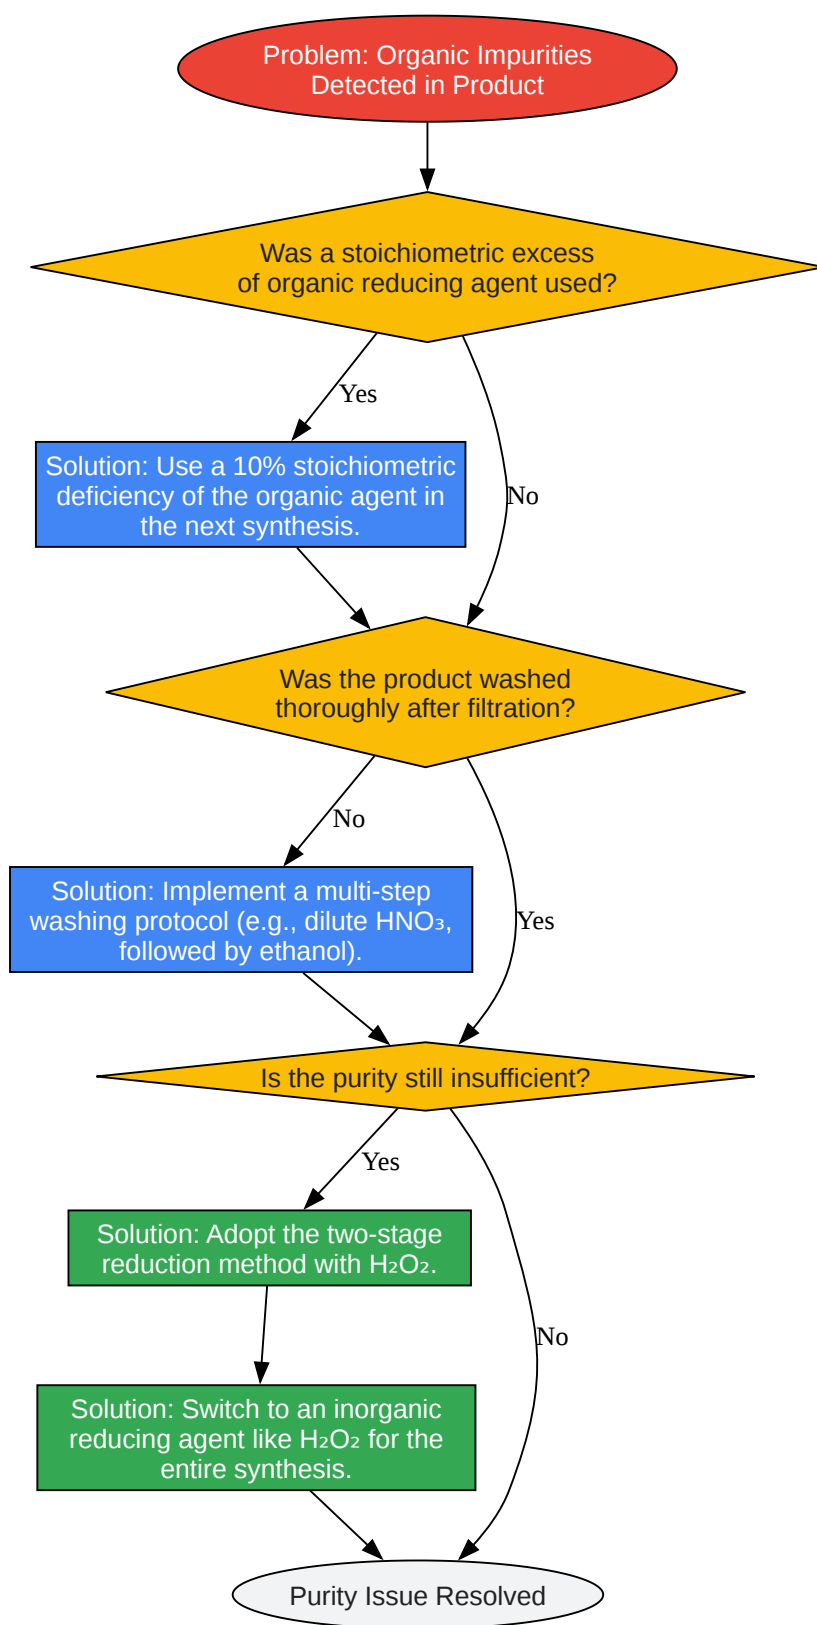 Problem: Organic Impurities
Detected in Product
Was a stoichiometric excess
of organic reducing agent used?
Yes
Solution: Use a 10% stoichiometric
deficiency of the organic agent in
the next synthesis.
No
Was the product washed
thoroughly after filtration?
No
Solution: Implement a multi-step
washing protocol (e.g., dilute HNO₃,
followed by ethanol).
Yes
Is the purity still insufficient?
Yes
Solution: Adopt the two-stage
reduction method with H₂O₂.
No
Solution: Switch to an inorganic
reducing agent like H₂O₂ for the
entire synthesis.
Purity Issue Resolved